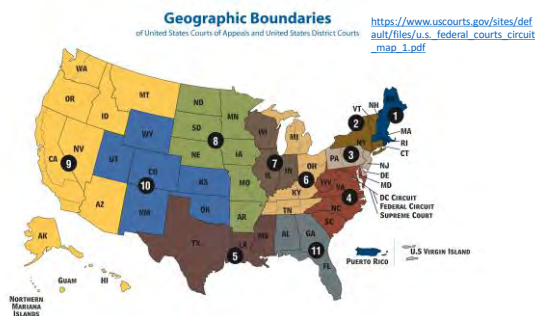 Geographic Boundaries
of United States Courts of Appeals and United States District Courts
https://www.uscourts.gov/sites/def
ault/files/u.s._federal_courts_circuit
_map_1.pdf
WA
OR
CA
NV
ID
MT
9
AZ
WY
UT
CO
10
NM
KS
OK
ND
SD
MN
8
NE
IA
MO
AR
WI
7
IL
IN
MI
OH
6
KY
TN
TX
LA
5
MS
AL
GA
11
FL
VT
NH
2
NY
1
MA
RI
CT
PA
3
NJ
DE
MD
DC CIRCUIT
FEDERAL CIRCUIT
SUPREME COURT
WV
VA
4
NC
SC
AK
GUAM
HI
NORTHERN
MARIANA
ISLANDS
PUERTO RICO
U.S VIRGIN ISLAND